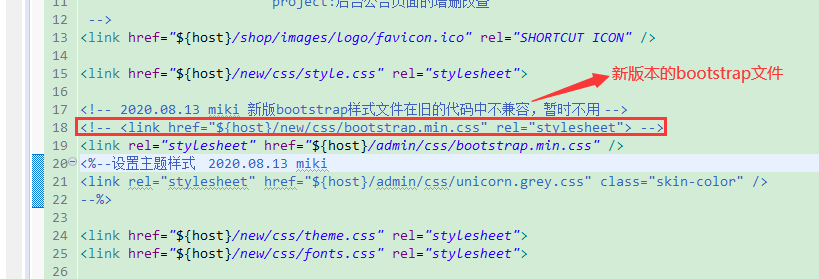 11 project:后台公告页面的增删改查
12 -->
13 <link href="${host}/shop/images/logo/favicon.ico" rel="SHORTCUT ICON" />
14
15 <link href="${host}/new/css/style.css" rel="stylesheet">
新版本的bootstrap文件
16
17 <!-- 2020.08.13 miki 新版bootstrap样式文件在旧的代码中不兼容，暂时不用 -->
18 <!-- <link href="${host}/new/css/bootstrap.min.css" rel="stylesheet"> -->
19 <link rel="stylesheet" href="${host}/admin/css/bootstrap.min.css" />
20 <%--设置主题样式 2020.08.13 miki
21 <link rel="stylesheet" href="${host}/admin/css/unicorn.grey.css" class="skin-color" />
22 --%>
23
24 <link href="${host}/new/css/theme.css" rel="stylesheet">
25 <link href="${host}/new/css/fonts.css" rel="stylesheet">
26